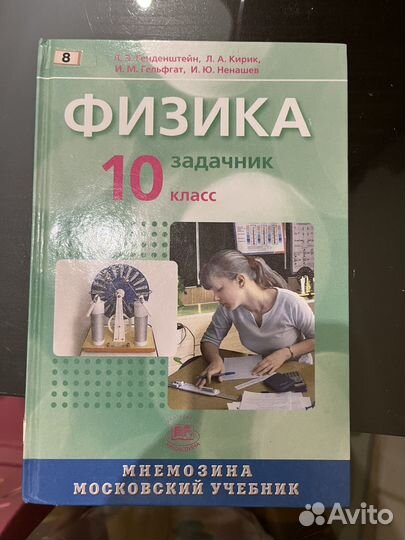 8
Л. Э. Генденштейн, Л. А. Кирик,
И. М. Гельфгат, И. Ю. Ненашев
ФИЗИКА
10 задачник
класс
МНЕМОЗИНА
МОСКОВСКИЙ УЧЕБНИК
Avito